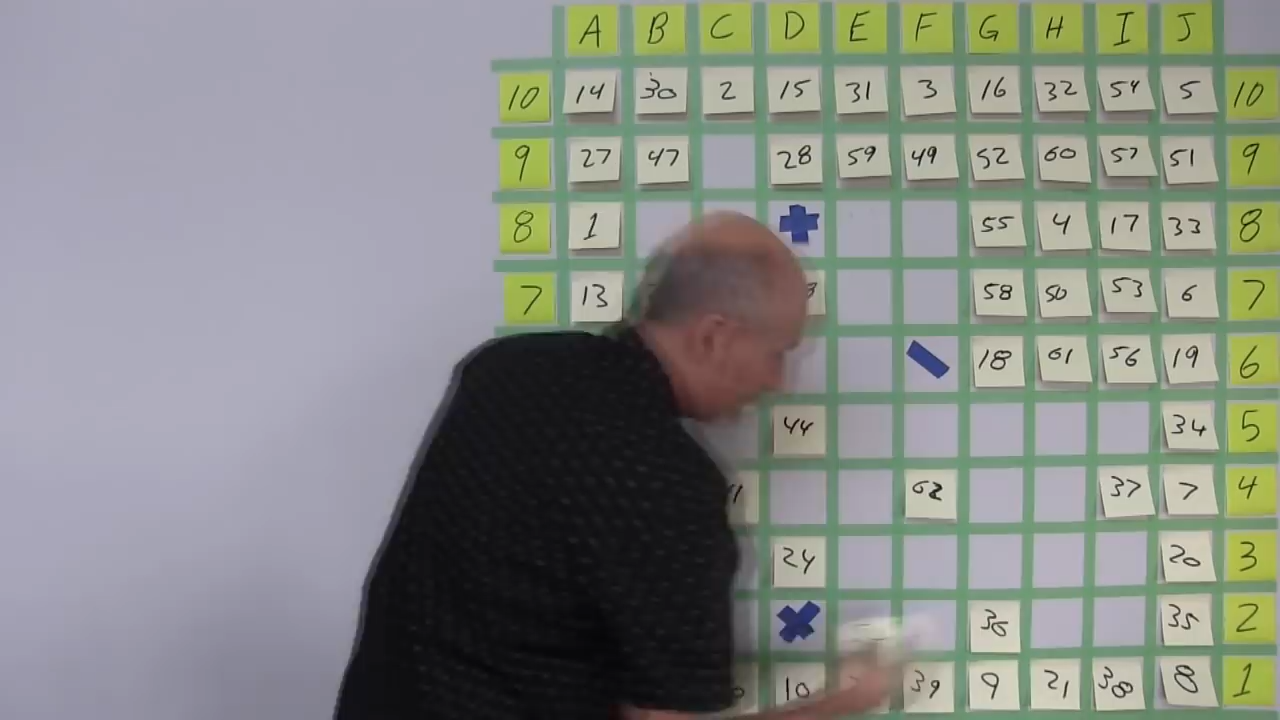 A B C D E F G H I J
10 14 30 2 15 31 3 16 32 54 5 10
9 27 47 28 59 49 52 60 57 51 9
8 1 55 4 17 33 8
7 13 58 50 53 6 7
18 61 56 19 6
44 34 5
62 37 7 4
24 20 3
36 35 2
10 39 9 21 38 8 1